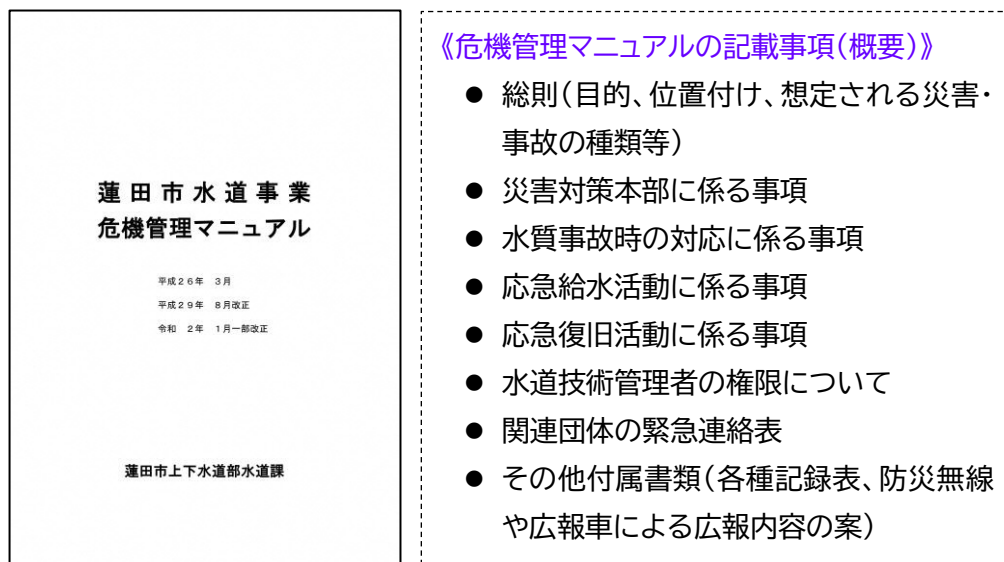 蓮田市水道事業
危機管理マニュアル
平成26年 3月
平成29年 8月改正
令和 2年 1月一部改正
蓮田市上下水道部水道課
《危機管理マニュアルの記載事項(概要)》
● 総則(目的、位置付け、想定される災害・
事故の種類等)
● 災害対策本部に係る事項
● 水質事故時の対応に係る事項
● 応急給水活動に係る事項
● 応急復旧活動に係る事項
● 水道技術管理者の権限について
● 関連団体の緊急連絡表
● その他付属書類(各種記録表、防災無線
や広報車による広報内容の案)